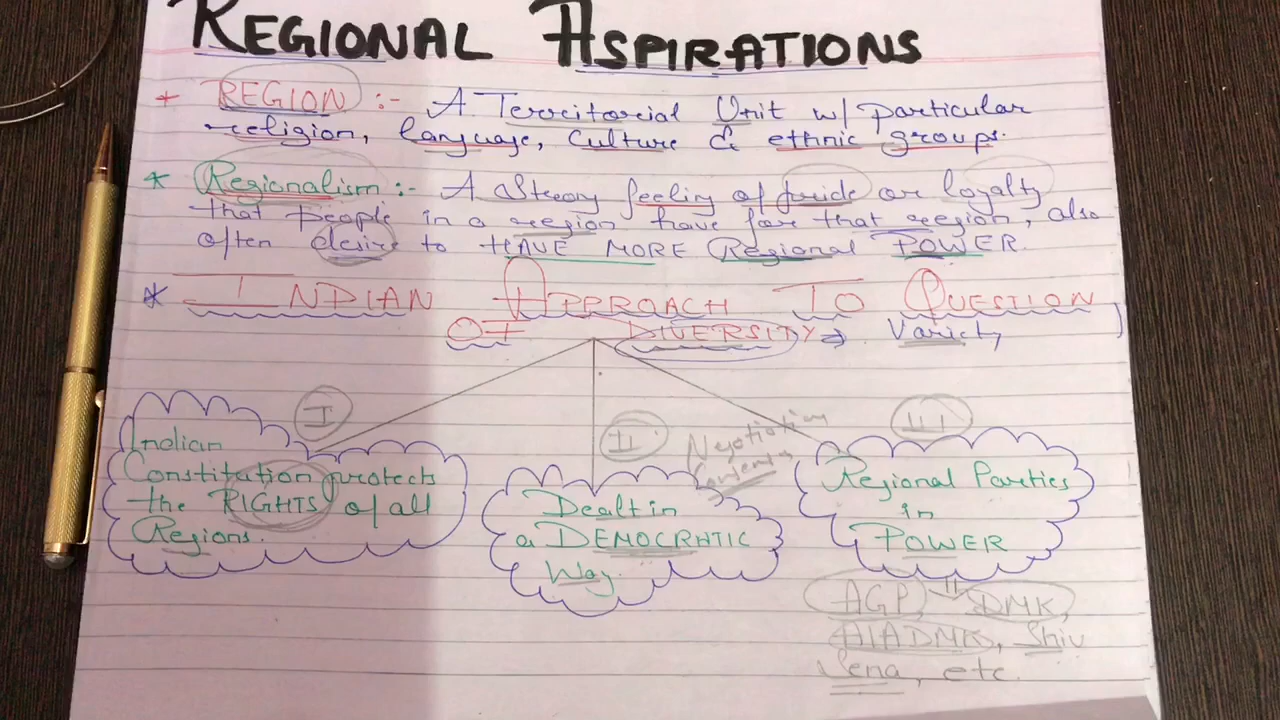 REGIONAL ASPIRATIONS
+ REGION :- A Territorial Unit w/ particular
religion, language, Culture & ethnic groups.
* Regionalism :- A strong feeling of pride or loyalty
that people in a region have for that region, also
often desire to HAVE MORE Regional POWER.
* INDIAN APPROACH TO QUESTION
OF DIVERSITY → Variety
I
Indian
Constitution protects
the RIGHTS of all
Regions.
II
Negotiation
Dealt in
a DEMOCRATIC
Way.
III
Regional Parties
in
POWER
AGP, DMK,
AIADMK, Shiv
Sena, etc.